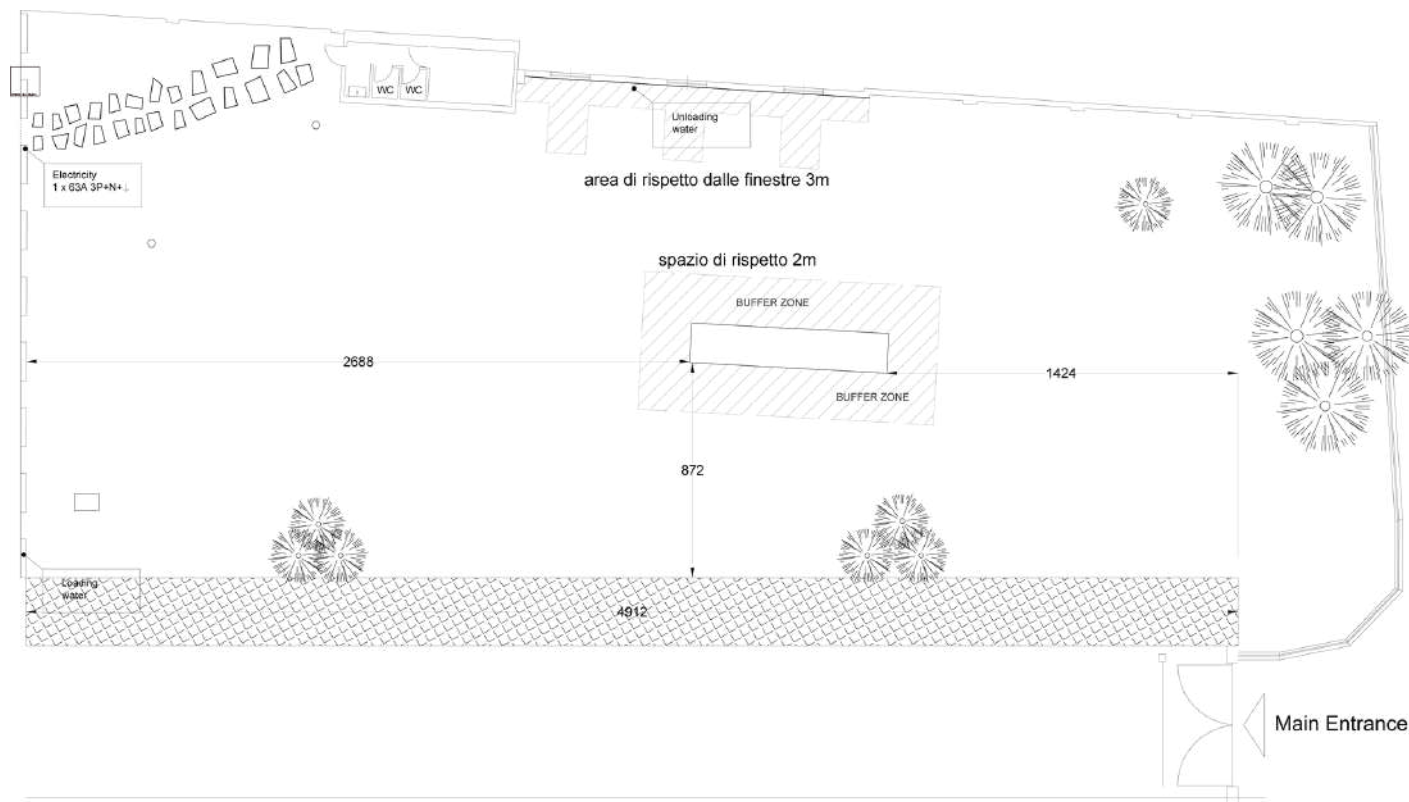 WC WC
Unloading
water
Electricity
1 x 63A 3P+N+⏚
area di rispetto dalle finestre 3m
spazio di rispetto 2m
BUFFER ZONE
2688
1424
BUFFER ZONE
872
Loading
water
4912
Main Entrance